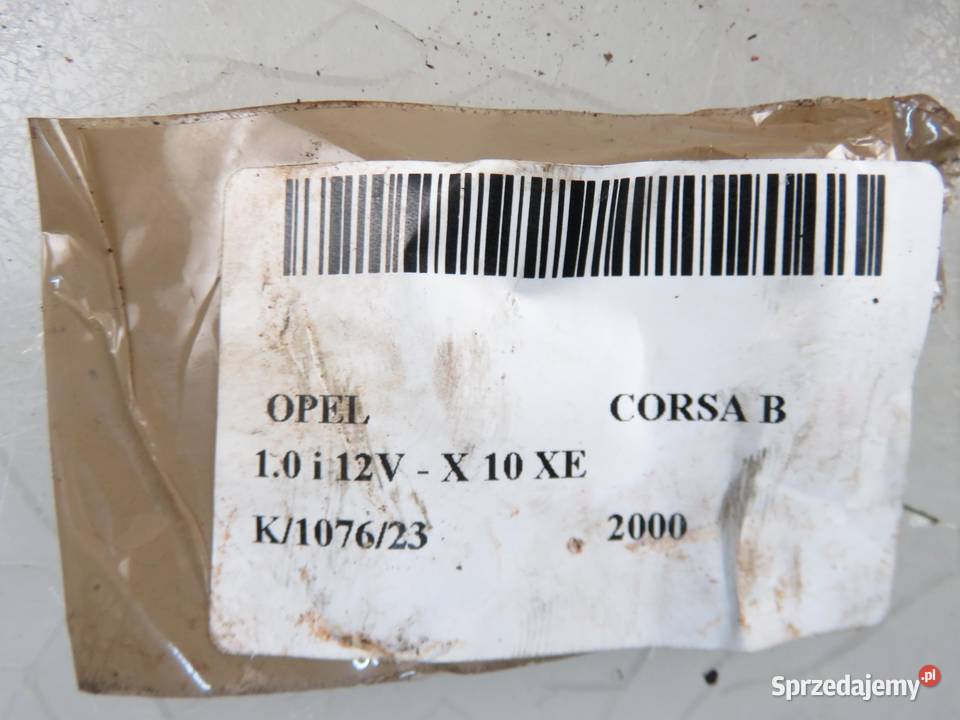 OPEL CORSA B
1.0 i 12V - X 10 XE
K/1076/23 2000
Sprzedajemy.pl